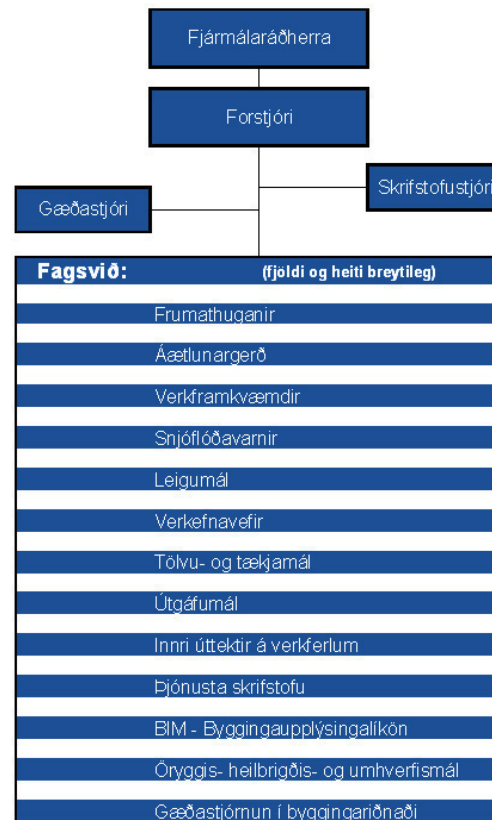 Fjármálaráðherra
Forstjóri
Skrifstofustjóri
Gæðastjóri
Fagsvið: (fjöldi og heiti breytileg)
Frumathuganir
Áætlunargerð
Verkframkvæmdir
Snjóflóðavarnir
Leigumál
Verkefnavefir
Tölvu- og tækjamál
Útgáfumál
Innri úttektir á verkferlum
Þjónusta skrifstofu
BIM - Byggingaupplýsingalíkön
Öryggis- heilbrigðis- og umhverfismál
Gæðastjórnun í byggingariðnaði